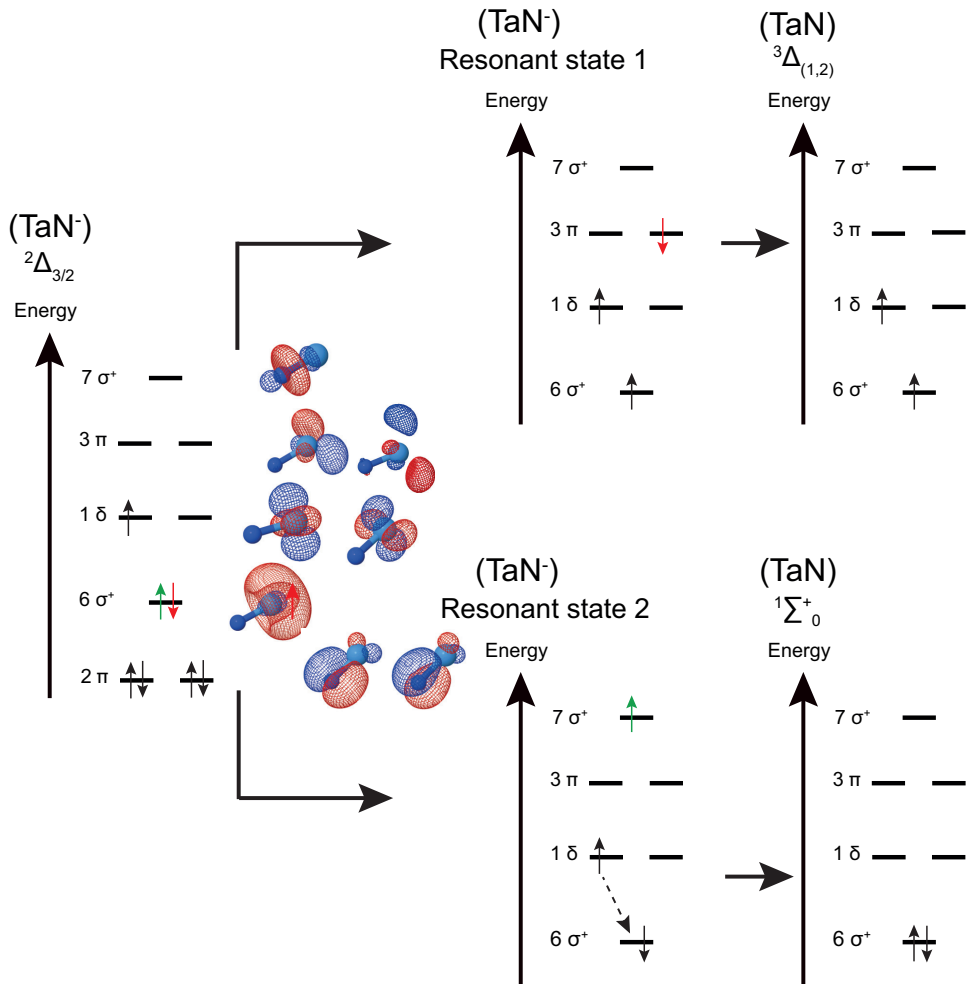 (TaN-)
²Δ3/2
Energy
7 σ+
3 π
1 δ
6 σ+
2 π
(TaN-)
Resonant state 1
Energy
7 σ+
3 π
1 δ
6 σ+
(TaN)
³Δ(1,2)
Energy
7 σ+
3 π
1 δ
6 σ+
(TaN-)
Resonant state 2
Energy
7 σ+
3 π
1 δ
6 σ+
(TaN)
¹Σ+0
Energy
7 σ+
3 π
1 δ
6 σ+